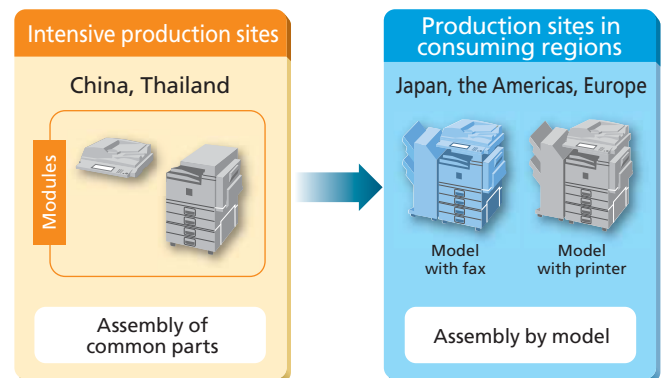 Intensive production sites
China, Thailand
Modules
Assembly of
common parts
Production sites in
consuming regions
Japan, the Americas, Europe
Model
with fax
Model
with printer
Assembly by model